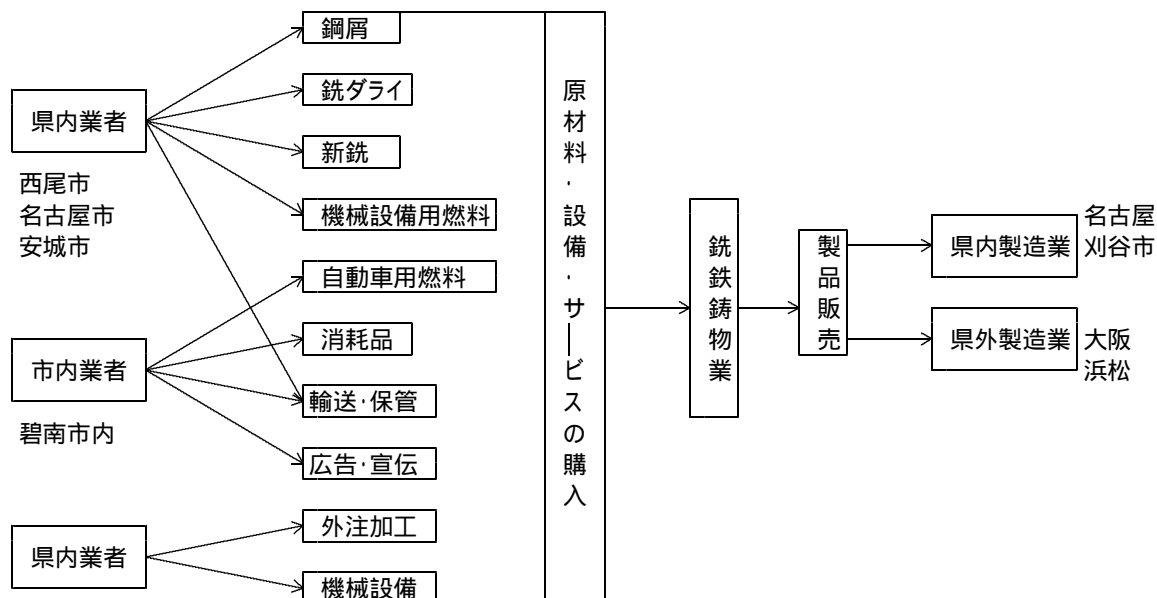 県内業者
西尾市
名古屋市
安城市
市内業者
碧南市内
県内業者
鋼屑
銑ダライ
新銑
機械設備用燃料
自動車用燃料
消耗品
輸送・保管
広告・宣伝
外注加工
機械設備
原材料・設備・サービスの購入
銑鉄鋳物業
製品販売
県内製造業
名古屋
刈谷市
県外製造業
大阪
浜松